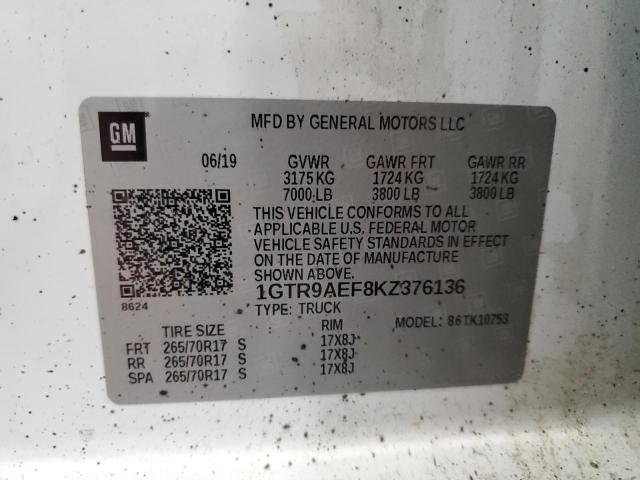 GM
MFD BY GENERAL MOTORS LLC
06/19 GVWR GAWR FRT GAWR RR
3175 KG 1724 KG 1724 KG
7000 LB 3800 LB 3800 LB
THIS VEHICLE CONFORMS TO ALL
APPLICABLE U.S. FEDERAL MOTOR
VEHICLE SAFETY STANDARDS IN EFFECT
ON THE DATE OF MANUFACTURE
SHOWN ABOVE.
1GTR9AEF8KZ376136
8624
TYPE: TRUCK MODEL: 86TK10753
TIRE SIZE RIM
FRT 265/70R17 S 17X8J
RR 265/70R17 S 17X8J
SPA 265/70R17 S 17X8J